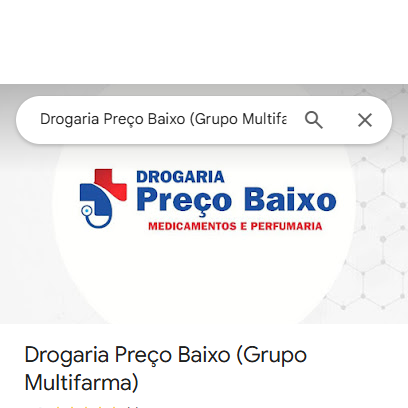 Drogaria Preço Baixo (Grupo Multifa
DROGARIA
Preço Baixo
MEDICAMENTOS E PERFUMARIA
Drogaria Preço Baixo (Grupo
Multifarma)